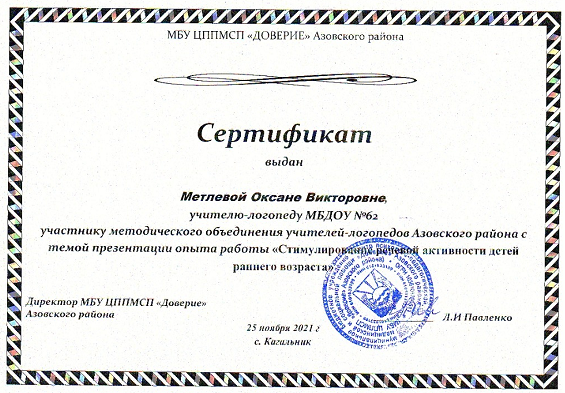 МБУ ЦППМСП «ДОВЕРИЕ» Азовского района
Сертификат
выдан
Метлевой Оксане Викторовне,
учителю-логопеду МБДОУ №62
участнику методического объединения учителей-логопедов Азовского района с
темой презентации опыта работы «Стимулирование речевой активности детей
раннего возраста».
Директор МБУ ЦППМСП «Доверие»
Азовского района
Л.И Павленко
25 ноября 2021 г
с. Кагальник